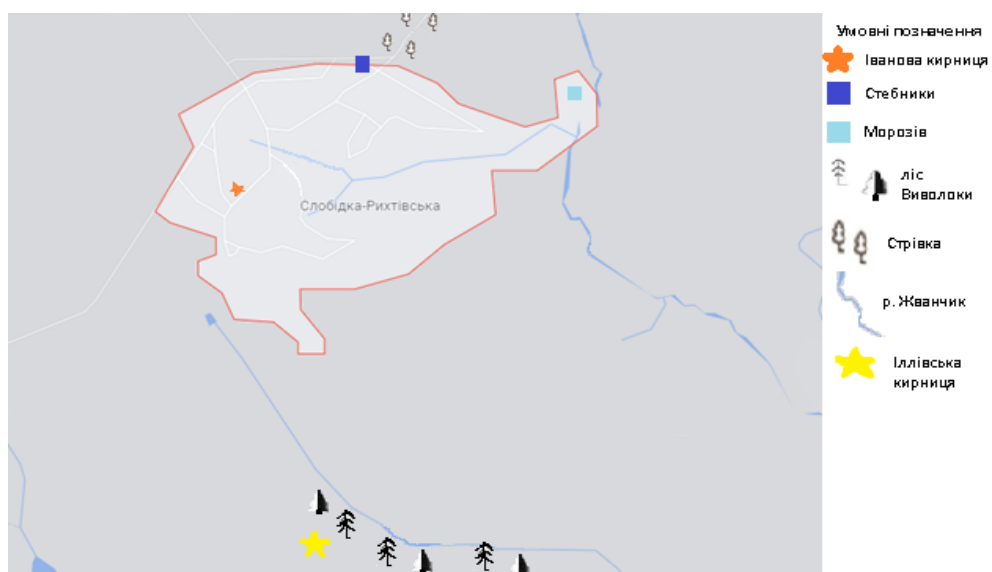 Умовні позначення
Іванова кирниця
Стебники
Морозів
ліс
Виволоки
Стрівка
р. Жванчик
Іллівська
кирниця
Слобідка-Рихтівська